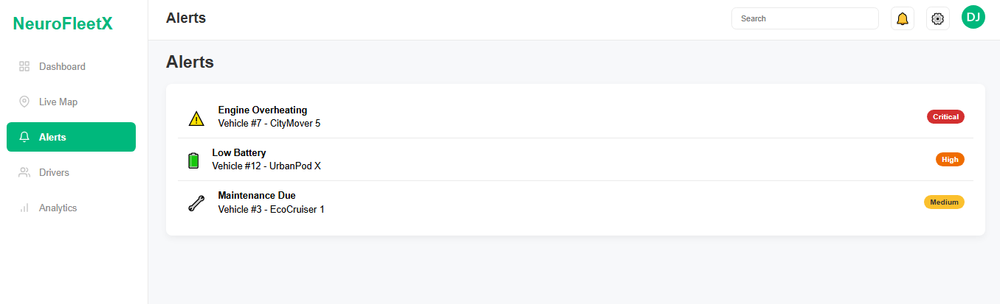 NeuroFleetX
Dashboard
Live Map
Alerts
Drivers
Analytics
Alerts
Search
DJ
Alerts
Engine Overheating
Vehicle #7 - CityMover 5
Critical
Low Battery
Vehicle #12 - UrbanPod X
High
Maintenance Due
Vehicle #3 - EcoCruiser 1
Medium